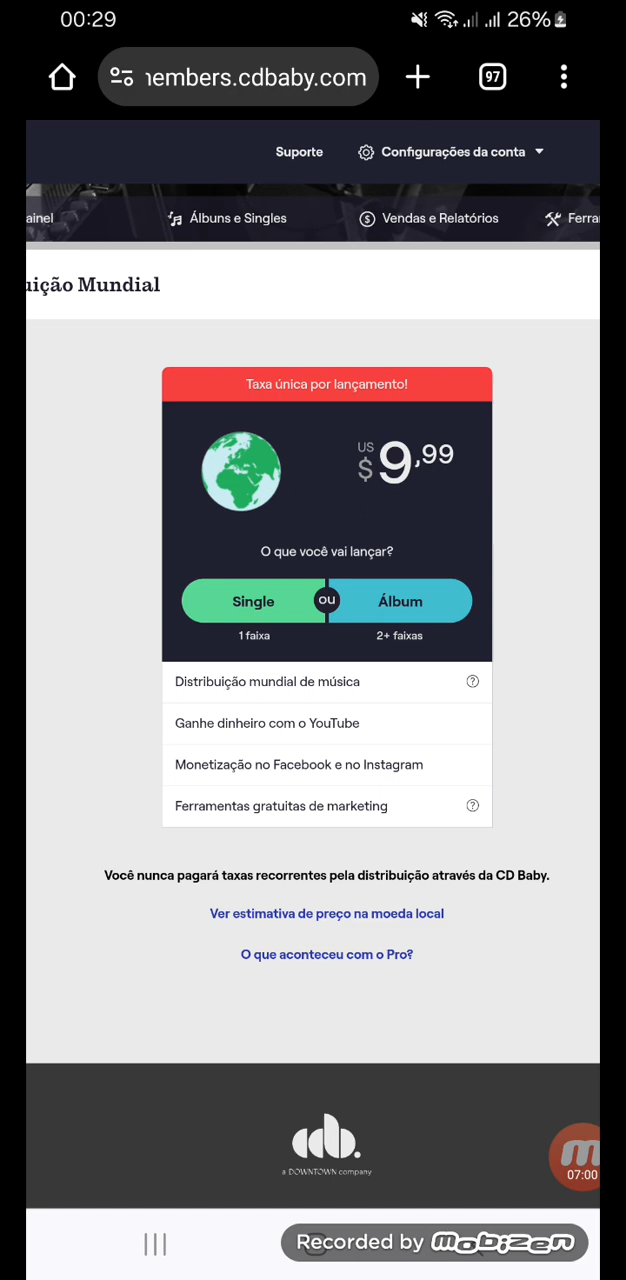 00:29
26%
nembers.cdbaby.com
97
Suporte
Configurações da conta
ainel
Álbuns e Singles
Vendas e Relatórios
Ferra
uição Mundial
Taxa única por lançamento!
US
$9,99
O que você vai lançar?
Single
ou
Álbum
1 faixa
2+ faixas
Distribuição mundial de música
Ganhe dinheiro com o YouTube
Monetização no Facebook e no Instagram
Ferramentas gratuitas de marketing
Você nunca pagará taxas recorrentes pela distribuição através da CD Baby.
Ver estimativa de preço na moeda local
O que aconteceu com o Pro?
cdb.
a DOWNTOWN company
07:00
Recorded by mobizen